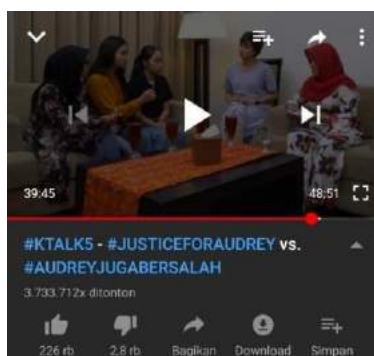 39:45 48:51
#KTALK5 - #JUSTICEFORAUDREY vs.
#AUDREYJUGABERSALAH
3.733.712x ditonton
226 rb 2,8 rb Bagikan Download Simpan